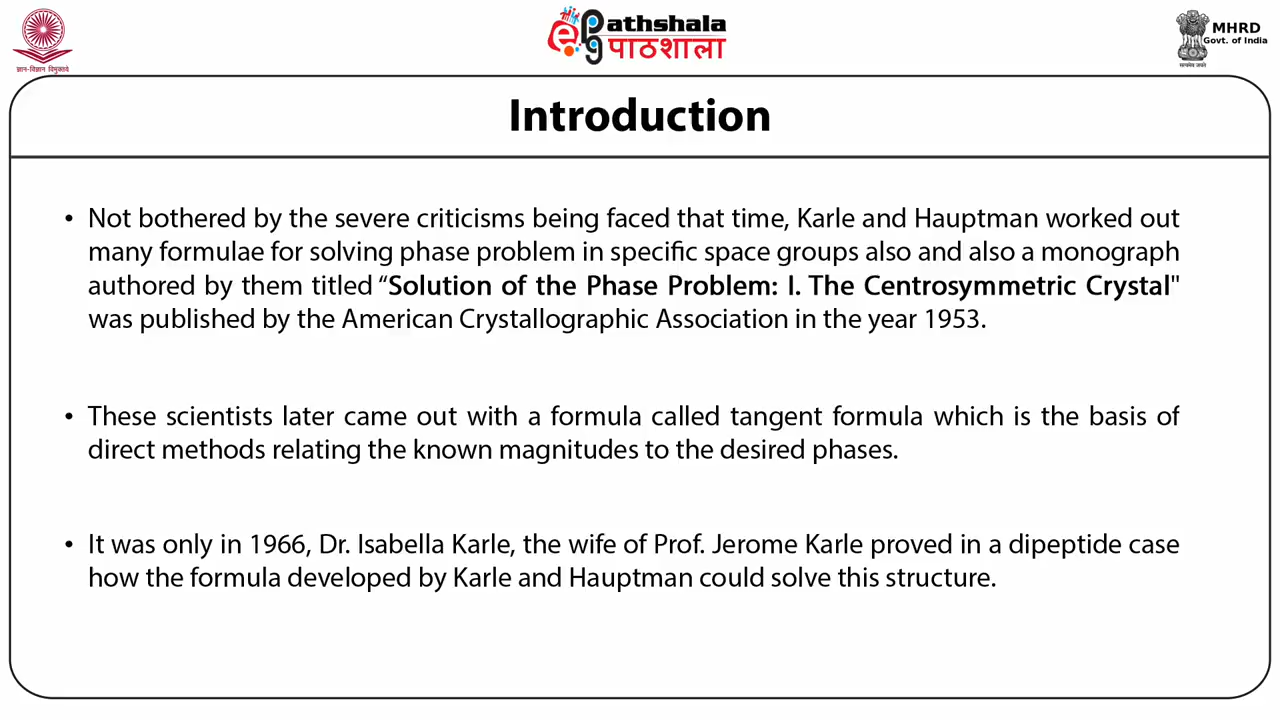 ज्ञान-विज्ञान विमुक्तये
ePG Pathshala
पाठशाला
MHRD
Govt. of India
सत्यमेव जयते
Introduction
• Not bothered by the severe criticisms being faced that time, Karle and Hauptman worked out
many formulae for solving phase problem in specific space groups also and also a monograph
authored by them titled “Solution of the Phase Problem: I. The Centrosymmetric Crystal"
was published by the American Crystallographic Association in the year 1953.
• These scientists later came out with a formula called tangent formula which is the basis of
direct methods relating the known magnitudes to the desired phases.
• It was only in 1966, Dr. Isabella Karle, the wife of Prof. Jerome Karle proved in a dipeptide case
how the formula developed by Karle and Hauptman could solve this structure.